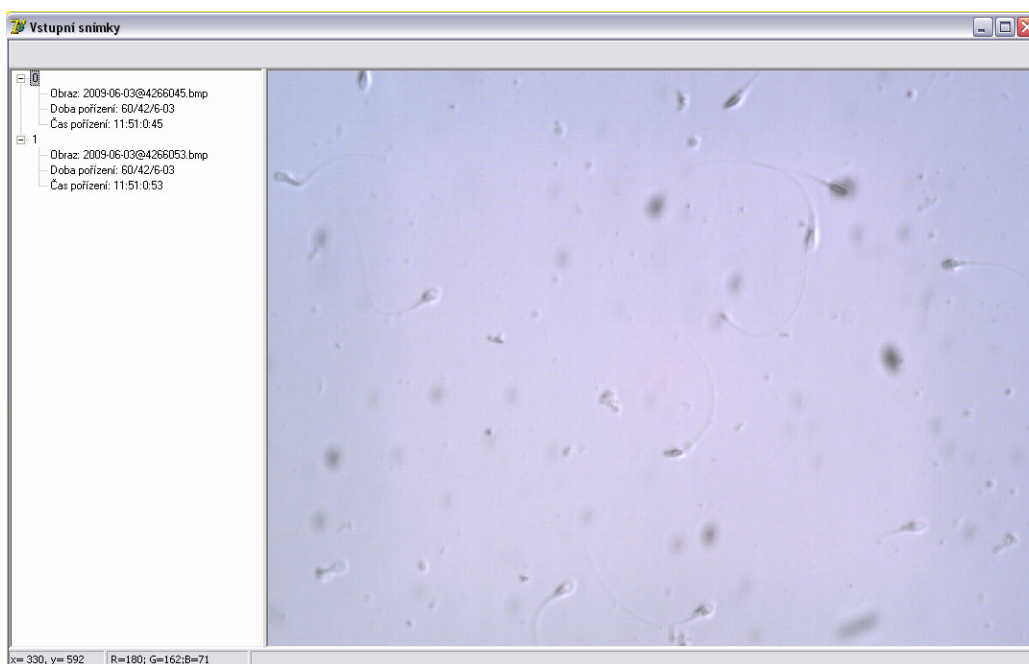 Vstupní snímky
0
Obraz: 2009-06-03@4266045.bmp
Doba pořízení: 60/42/6-03
Čas pořízení: 11:51:0:45
1
Obraz: 2009-06-03@4266053.bmp
Doba pořízení: 60/42/6-03
Čas pořízení: 11:51:0:53
x= 330, y= 592 R=180; G=162;B=71